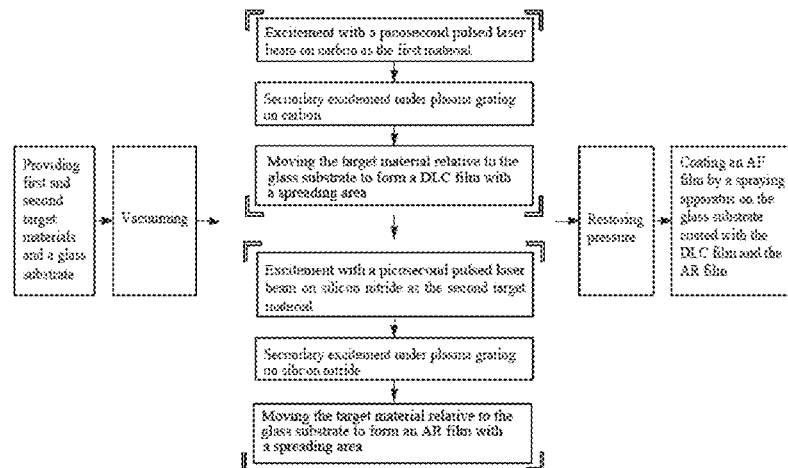 Providing
first and
second
target
materials
and a glass
substrate
Vacuuming
Excitement with a picosecond pulsed laser
beam on carbon as the first material
Secondary excitement under plasma grating
on carbon
Moving the target material relative to the
glass substrate to form a DLC film with
a spreading area
Excitement with a picosecond pulsed laser
beam on silicon nitride as the second target
material
Secondary excitement under plasma grating
on silicon nitride
Moving the target material relative to the
glass substrate to form an AR film with
a spreading area
Restoring
pressure
Coating an AF
film by a
spraying
apparatus on the
glass substrate
coated with the
DLC film and the
AR film